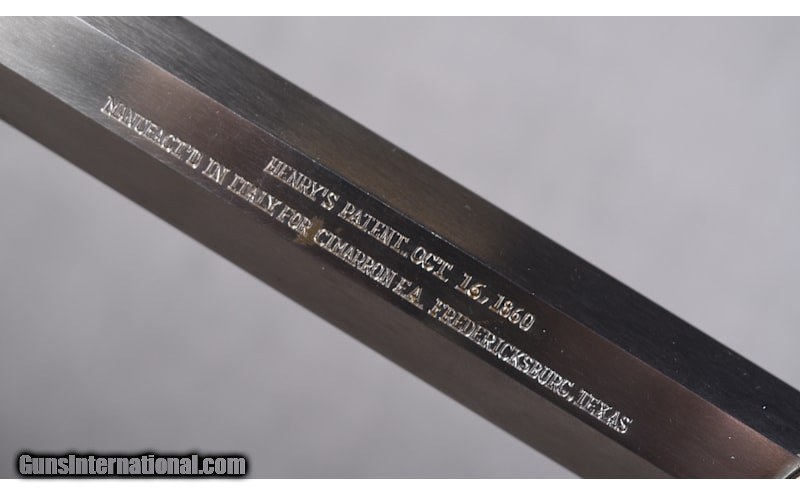 HENRY'S PATENT. OCT. 16, 1860
MANUFACT'D IN ITALY FOR CIMARRON F.A. FREDERICKSBURG, TEXAS
GunsInternational.com